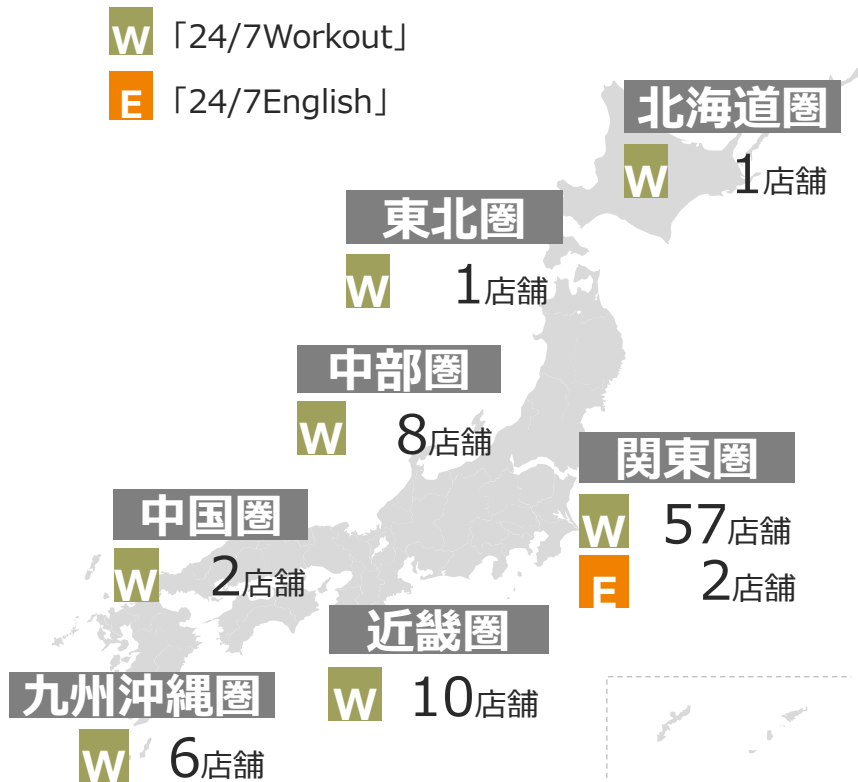 W 「24/7Workout」
E 「24/7English」
北海道圏
W 1店舗
東北圏
W 1店舗
中部圏
W 8店舗
関東圏
W 57店舗
E 2店舗
中国圏
W 2店舗
近畿圏
W 10店舗
九州沖縄圏
W 6店舗